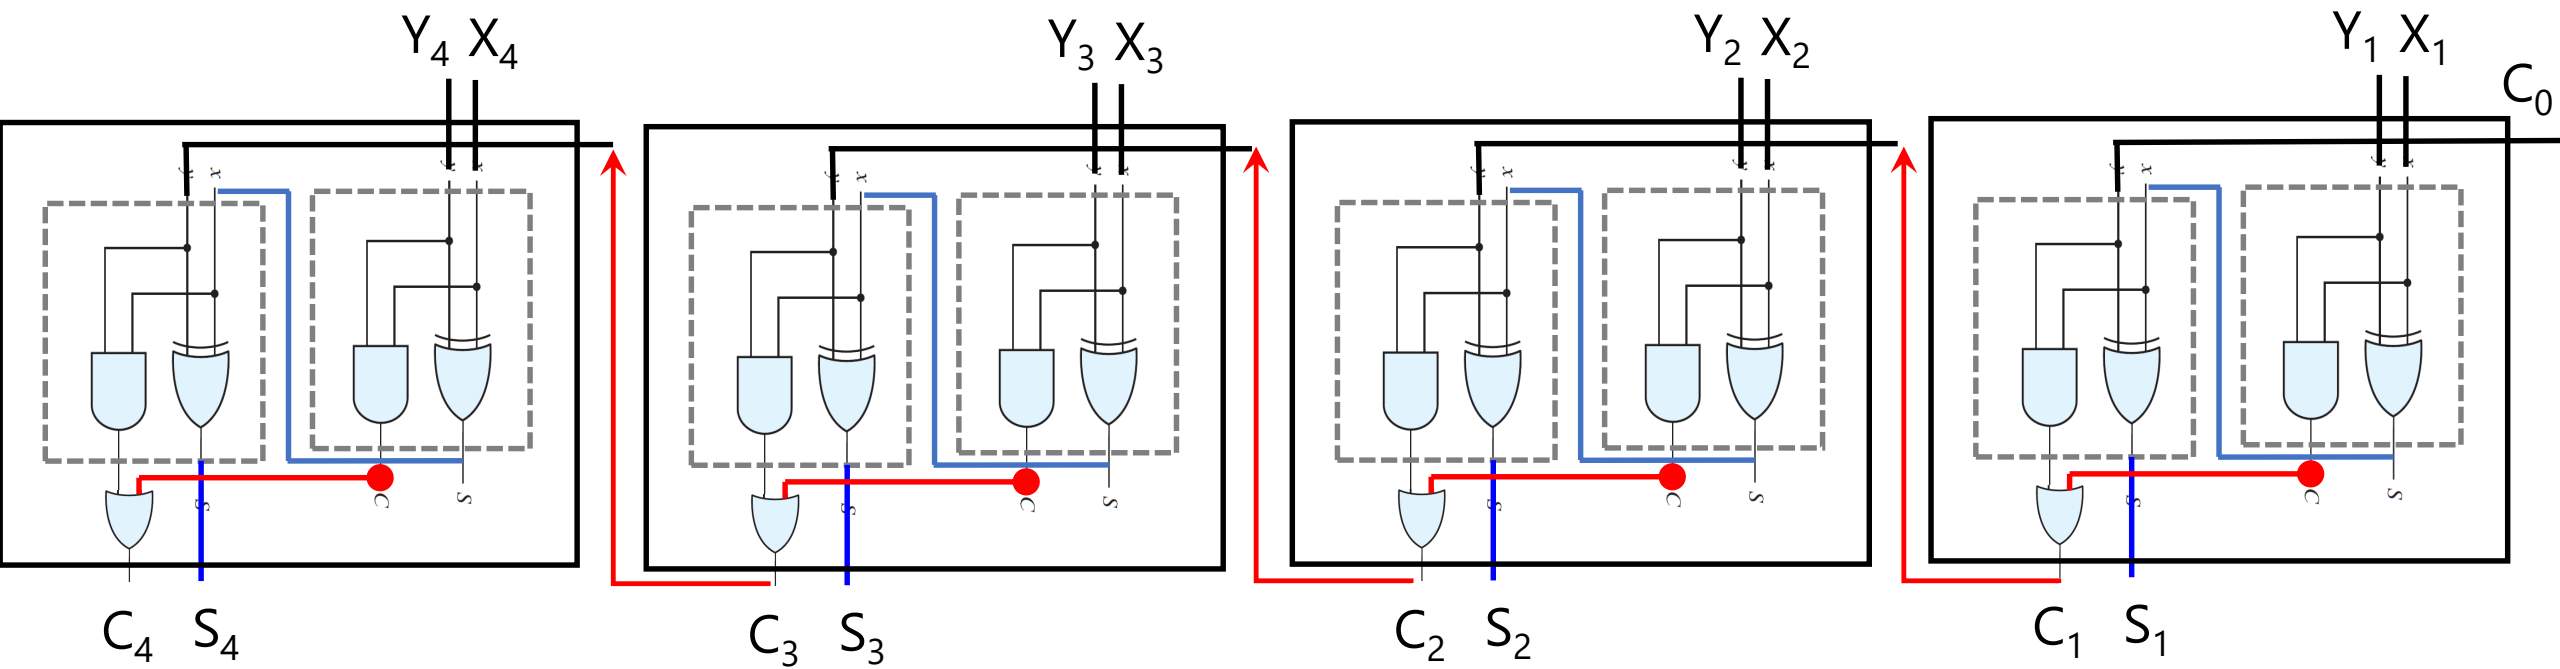 Y4 X4
Y3 X3
Y2 X2
Y1 X1
C0
y x y x
y x y x
y x y x
y x y x
S C S
S C S
S C S
S C S
C4 S4
C3 S3
C2 S2
C1 S1